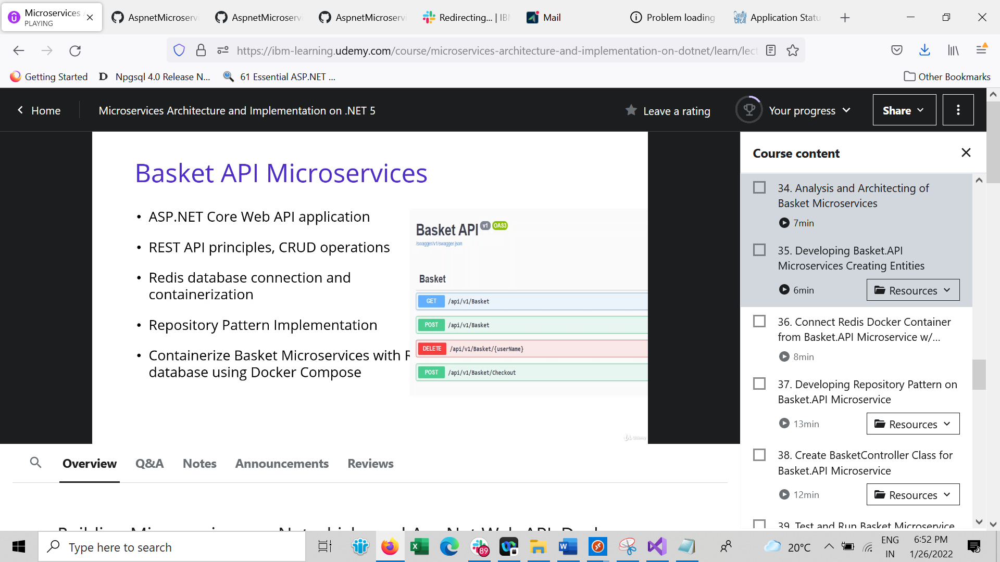 Microservices A
PLAYING
AspnetMicroservi
AspnetMicroservi
AspnetMicroservi
Redirecting... | IBM
Mail
Problem loading
Application Statu
https://ibm-learning.udemy.com/course/microservices-architecture-and-implementation-on-dotnet/learn/lect
Getting Started
Npgsql 4.0 Release N...
61 Essential ASP.NET ...
Other Bookmarks
Home
Microservices Architecture and Implementation on .NET 5
Leave a rating
Your progress
Share
Basket API Microservices
• ASP.NET Core Web API application
• REST API principles, CRUD operations
• Redis database connection and
containerization
• Repository Pattern Implementation
• Containerize Basket Microservices with R
database using Docker Compose
Basket API v1 OAS3
/swagger/v1/swagger.json
Basket
GET /api/v1/Basket
POST /api/v1/Basket
DELETE /api/v1/Basket/{userName}
POST /api/v1/Basket/Checkout
Udemy
Course content
34. Analysis and Architecting of
Basket Microservices
7min
35. Developing Basket.API
Microservices Creating Entities
6min
Resources
36. Connect Redis Docker Container
from Basket.API Microservice w/...
8min
37. Developing Repository Pattern on
Basket.API Microservice
13min
Resources
38. Create BasketController Class for
Basket.API Microservice
12min
Resources
39. Test and Run Basket Microservice
Overview
Q&A
Notes
Announcements
Reviews
Type here to search
89
20°C
ENG
IN
6:52 PM
1/26/2022